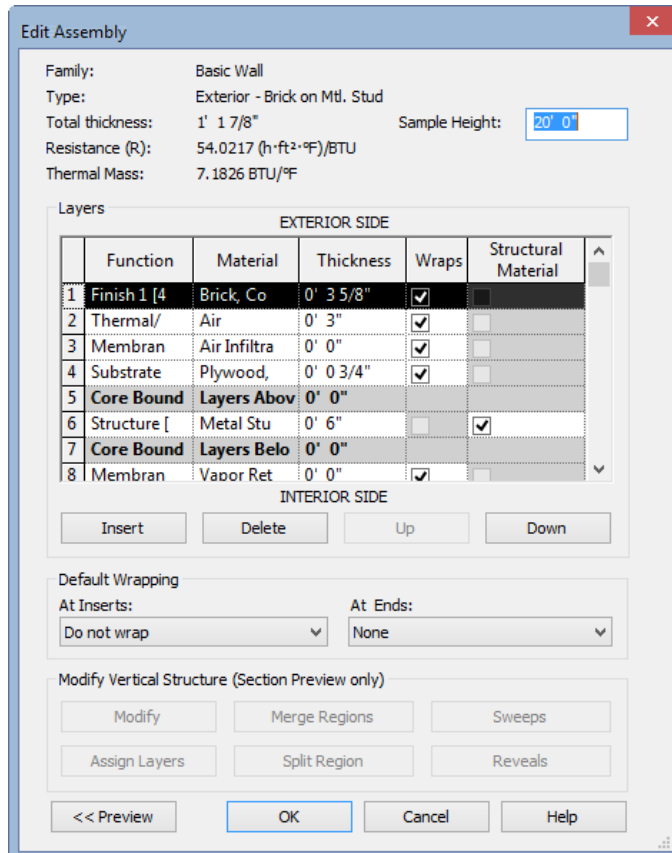 Edit Assembly
Family: Basic Wall
Type: Exterior - Brick on Mtl. Stud
Total thickness: 1' 1 7/8" Sample Height: 20' 0"
Resistance (R): 54.0217 (h·ft²·°F)/BTU
Thermal Mass: 7.1826 BTU/°F
Layers
EXTERIOR SIDE
Function Material Thickness Wraps Structural Material
1 Finish 1 [4 Brick, Co 0' 3 5/8"
2 Thermal/ Air 0' 3"
3 Membran Air Infiltra 0' 0"
4 Substrate Plywood, 0' 0 3/4"
5 Core Bound Layers Abov 0' 0"
6 Structure [ Metal Stu 0' 6"
7 Core Bound Layers Belo 0' 0"
8 Membran Vapor Ret 0' 0"
INTERIOR SIDE
Insert Delete Up Down
Default Wrapping
At Inserts: At Ends:
Do not wrap None
Modify Vertical Structure (Section Preview only)
Modify Merge Regions Sweeps
Assign Layers Split Region Reveals
<< Preview OK Cancel Help